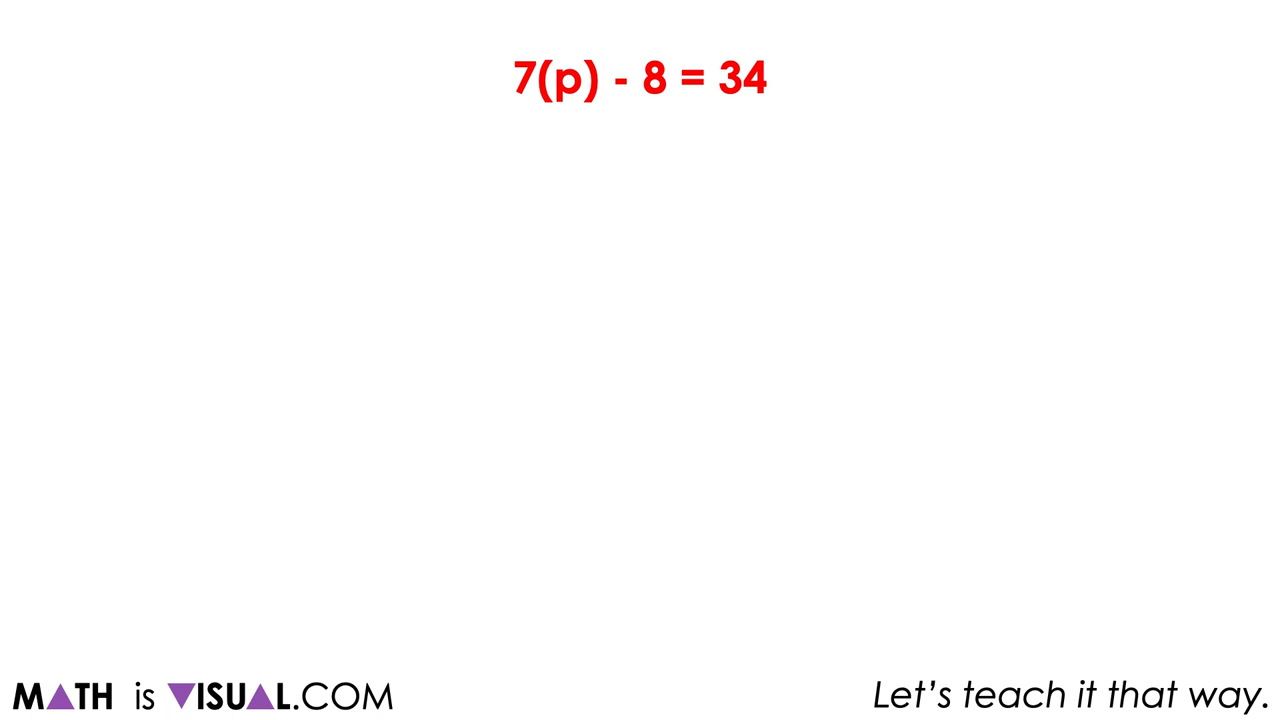 7(p) - 8 = 34
MATH is VISUAL.COM
Let's teach it that way.